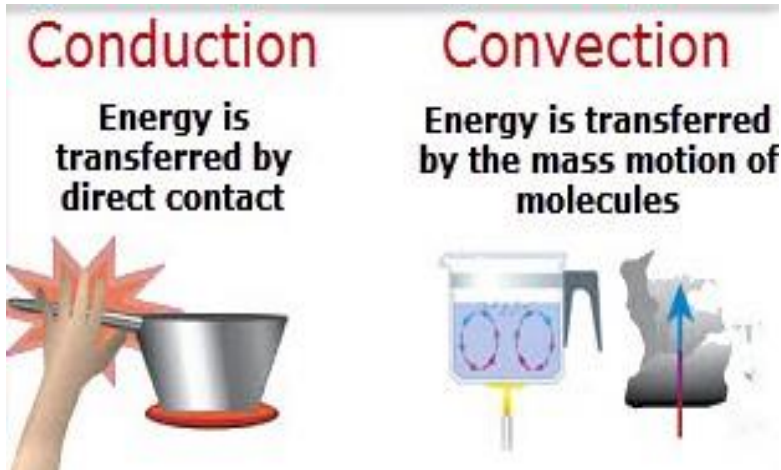 Conduction
Energy is
transferred by
direct contact
Convection
Energy is transferred
by the mass motion of
molecules